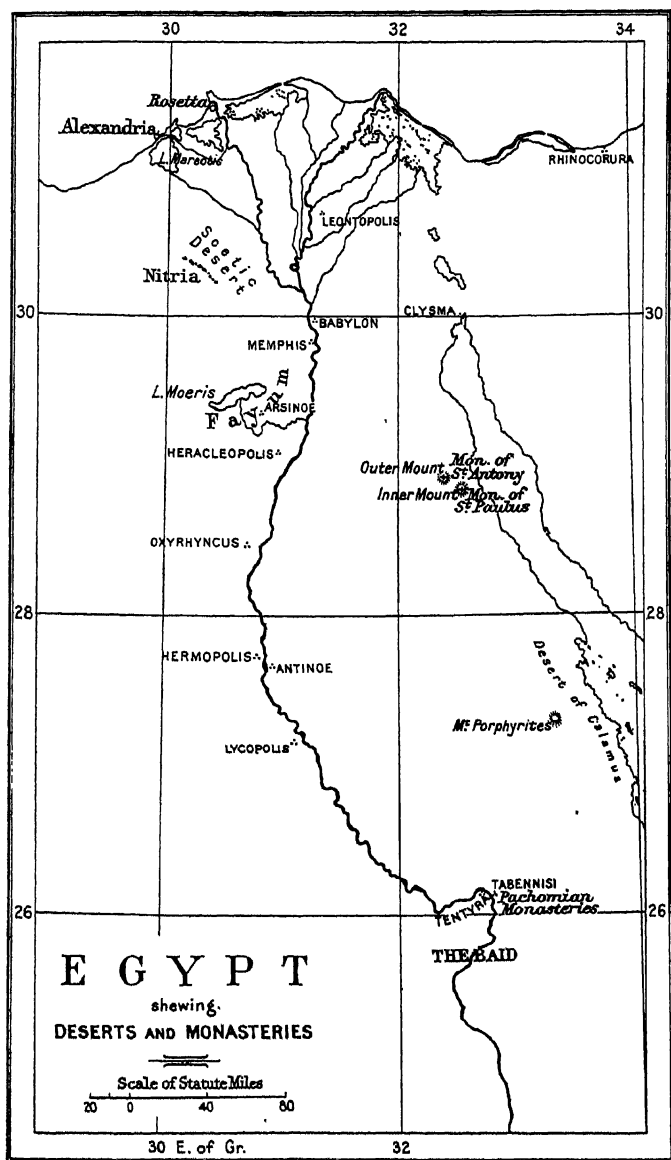 30 32 34
Rosetta
Alexandria
L. Mareotis
RHINOCORURA
LEONTOPOLIS
Scetic
Desert
Nitria
30 30
CLYSMA
BABYLON
MEMPHIS
L. Moeris
Fayum
ARSINOE
HERACLEOPOLIS
Outer Mount Mon. of
St. Antony
Inner Mount Mon. of
St. Paulus
OXYRHYNCUS
28 28
HERMOPOLIS
ANTINOE
Desert of Calamus
Mt. Porphyrites
LYCOPOLIS
TABENNISI
26 TENTYRA Pachomian 26
Monasteries
THE BAID
EGYPT
shewing.
DESERTS AND MONASTERIES
Scale of Statute Miles
20 0 40 80
30 E. of Gr. 32